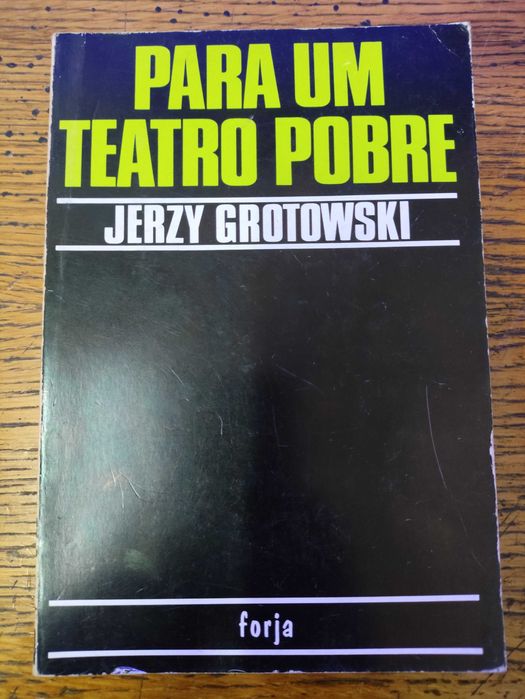 PARA UM
TEATRO POBRE
JERZY GROTOWSKI
forja